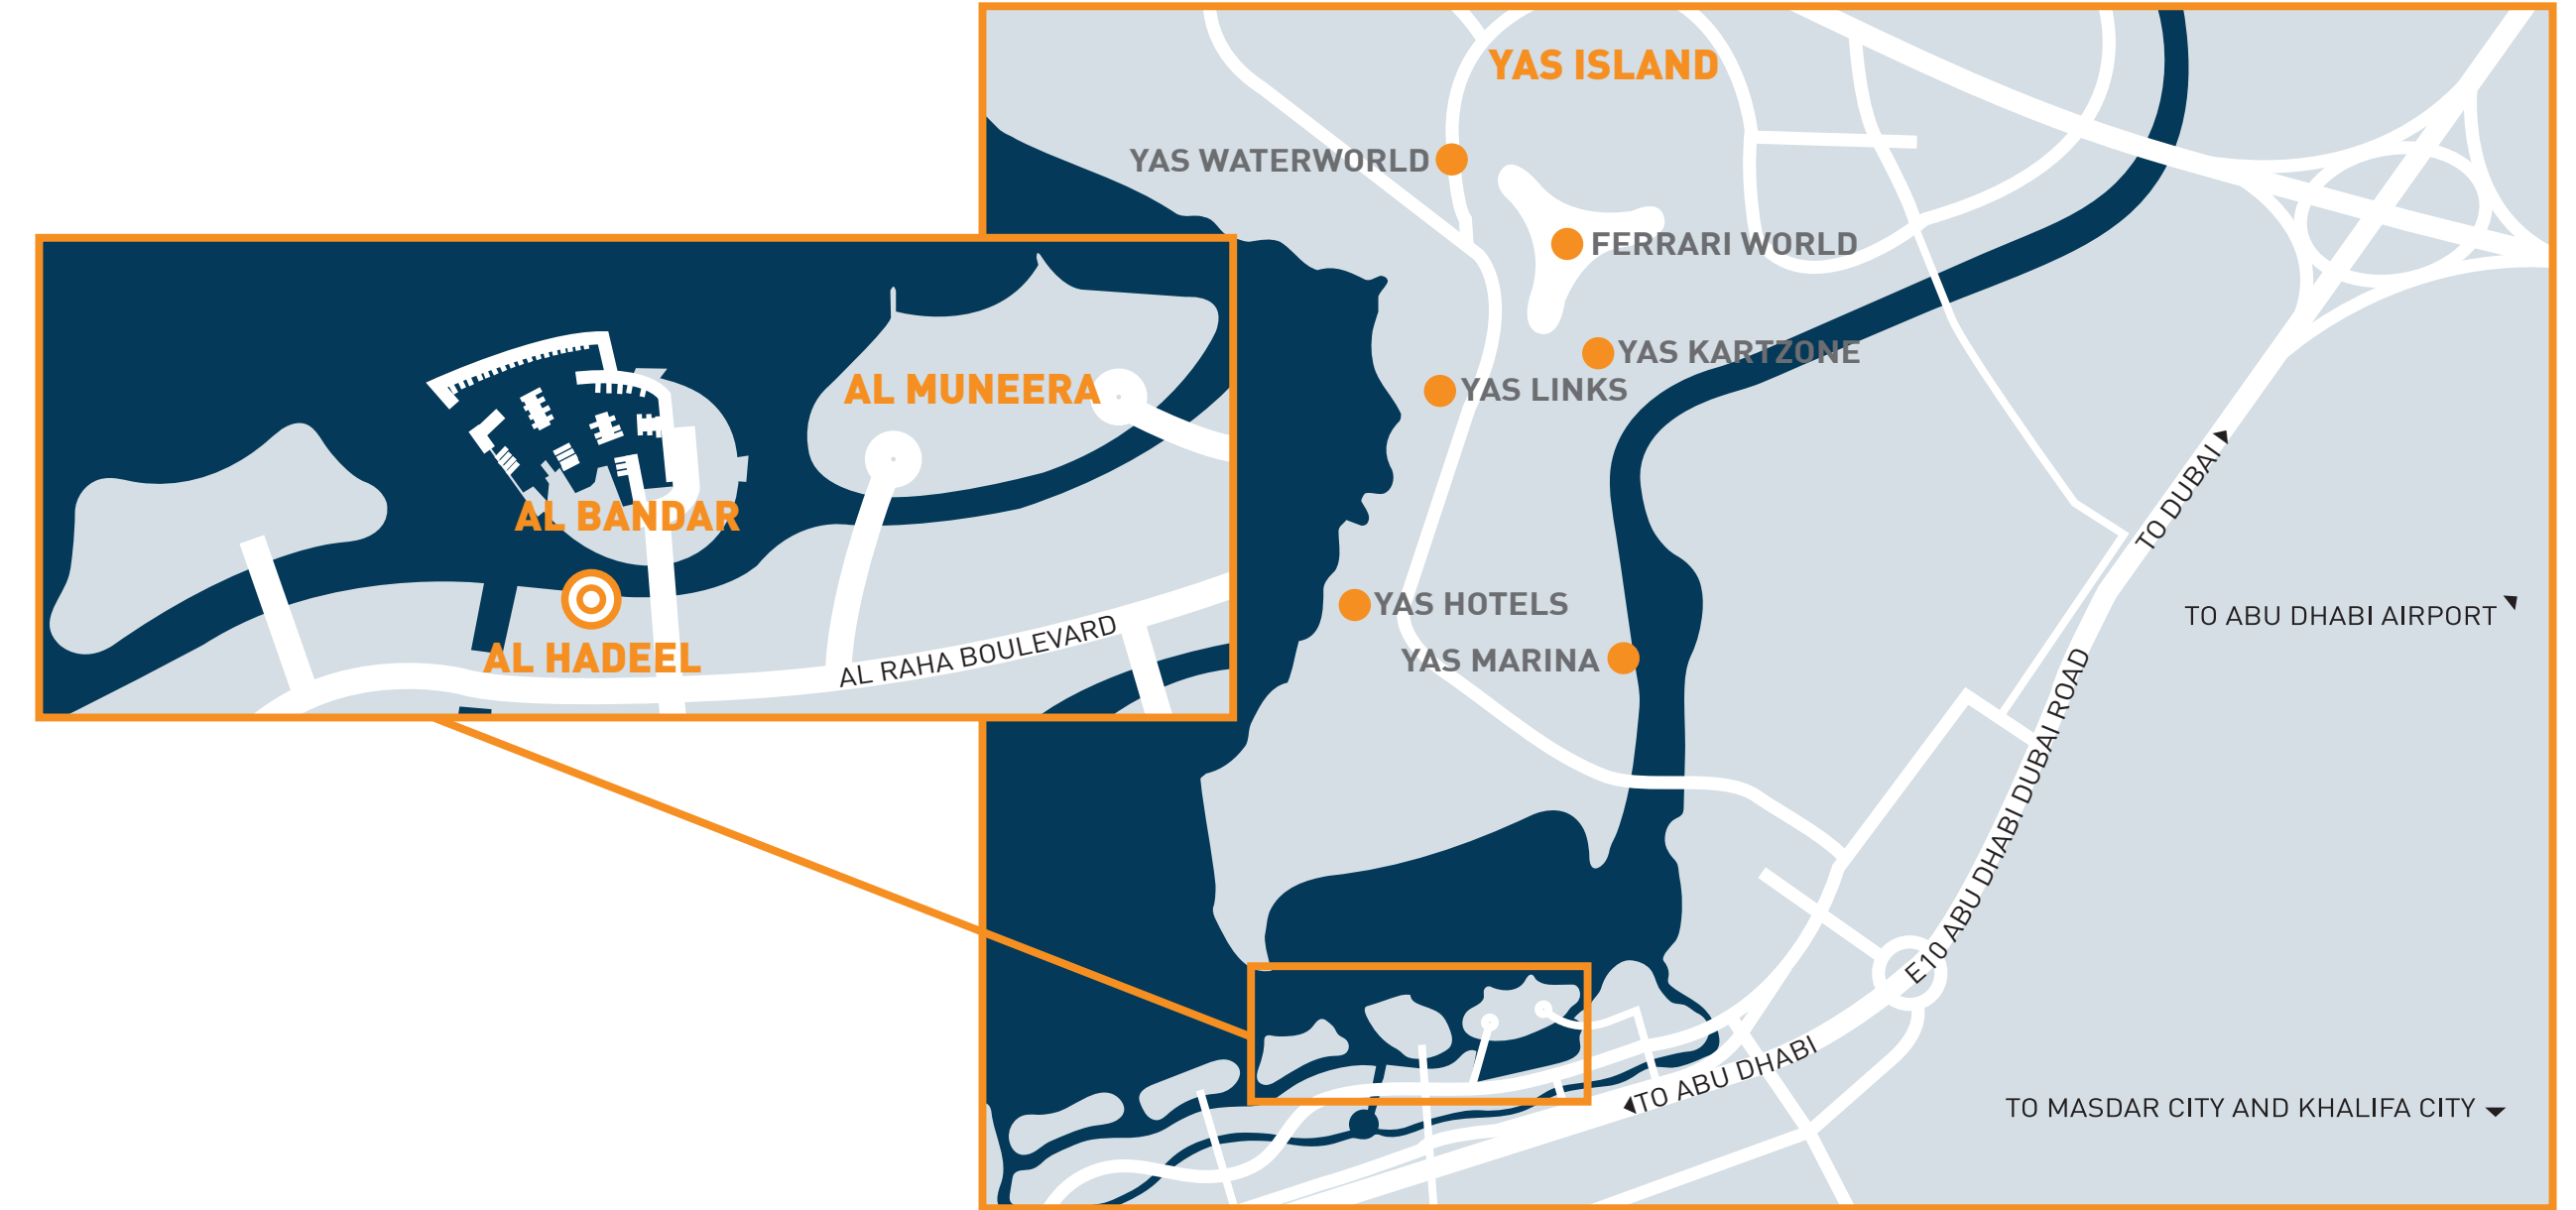 YAS ISLAND
YAS WATERWORLD
FERRARI WORLD
YAS KARTZONE
YAS LINKS
AL MUNEERA
AL BANDAR
AL HADEEL
AL RAHA BOULEVARD
YAS HOTELS
YAS MARINA
TO DUBAI
TO ABU DHABI AIRPORT
E10 ABU DHABI DUBAI ROAD
TO ABU DHABI
TO MASDAR CITY AND KHALIFA CITY